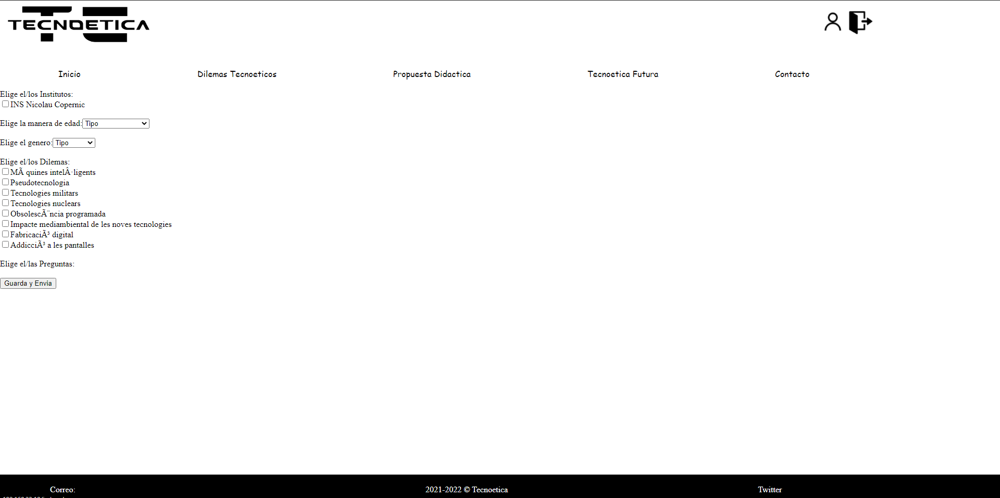 TECNOETICA
Inicio Dilemas Tecnoeticos Propuesta Didactica Tecnoetica Futura Contacto
Elige el/los Institutos:
INS Nicolau Copernic
Elige la manera de edad: Tipo
Elige el genero: Tipo
Elige el/los Dilemas:
MÃ quines intelÂ·ligents
Pseudotecnologia
Tecnologies militars
Tecnologies nuclears
ObsolescÃ¨ncia programada
Impacte mediambiental de les noves tecnologies
FabricaciÃ³ digital
AddicciÃ³ a les pantalles
Elige el/las Preguntas:
Guarda y Envia
Correo: 2021-2022 © Tecnoetica Twitter